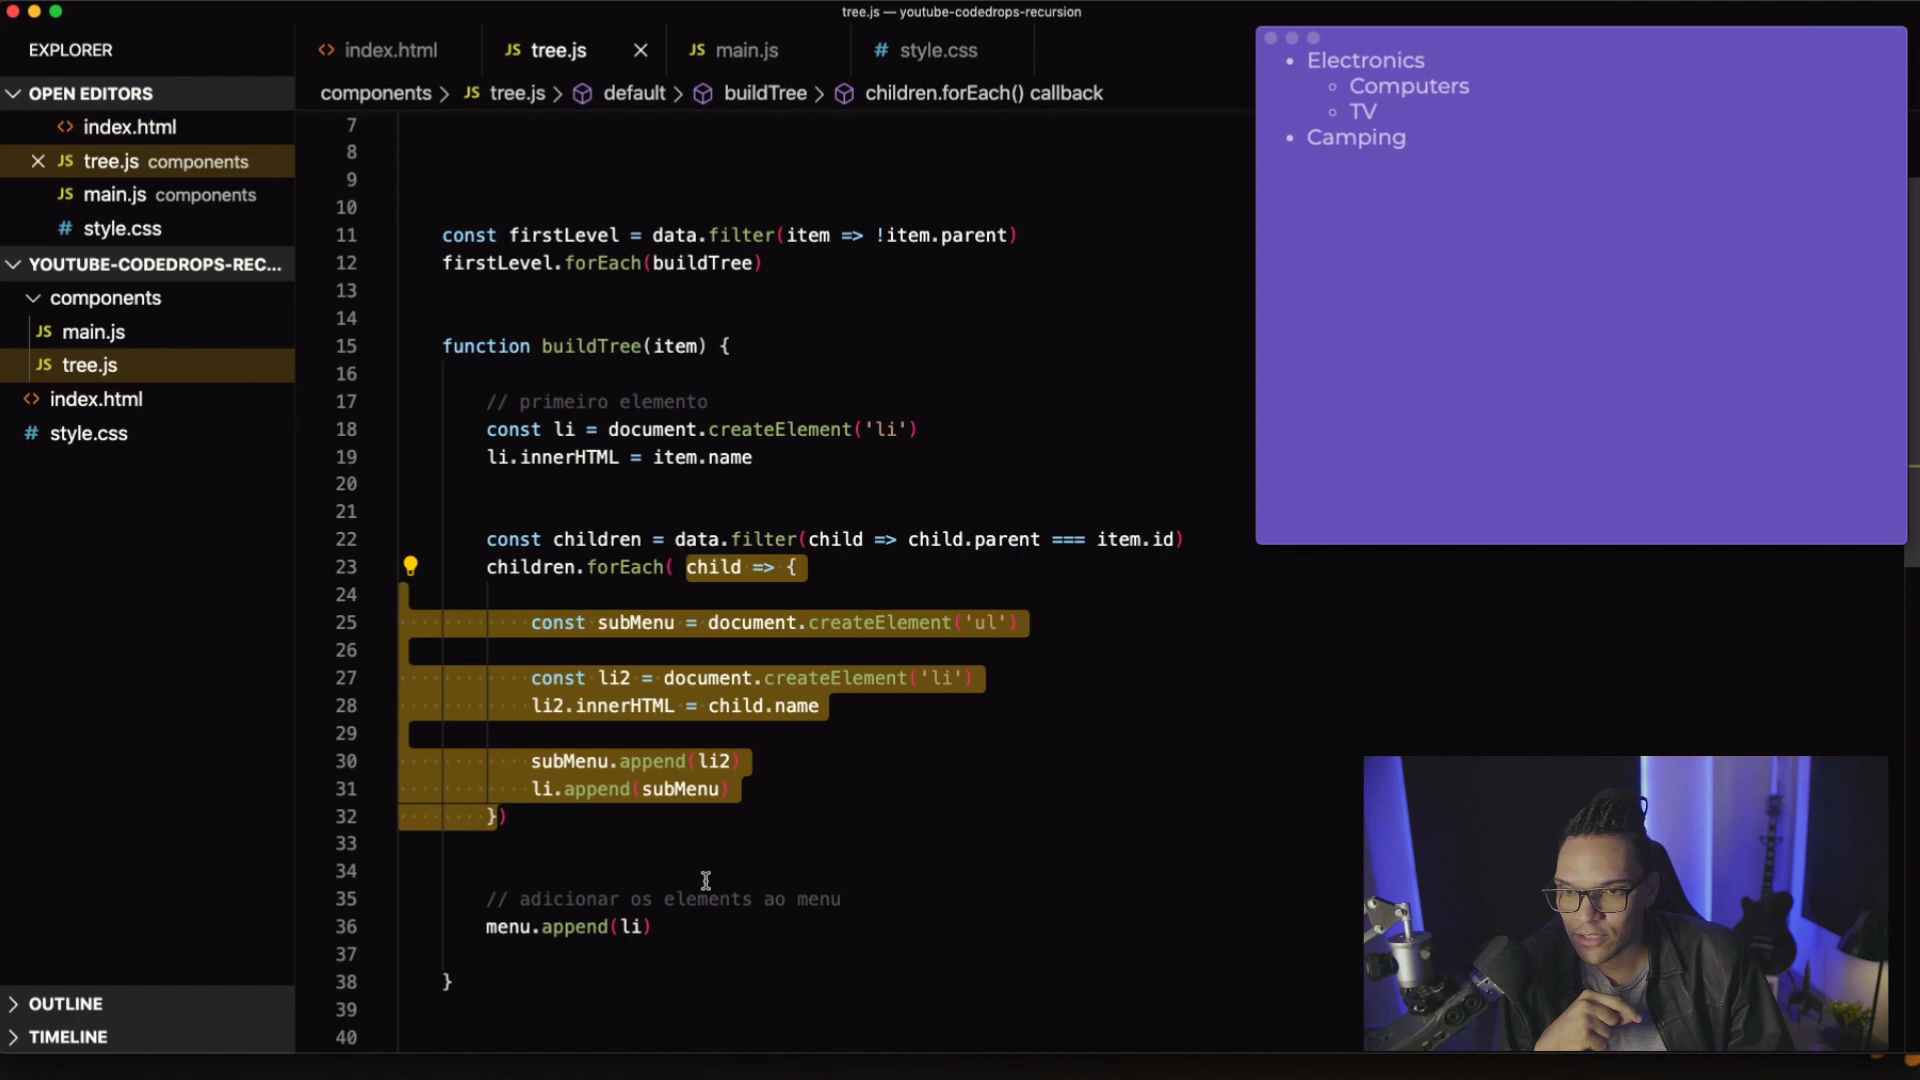 tree.js — youtube-codedrops-recursion
EXPLORER
OPEN EDITORS
<> index.html
JS tree.js components
JS main.js components
# style.css
YOUTUBE-CODEDROPS-REC...
components
JS main.js
JS tree.js
<> index.html
# style.css
OUTLINE
TIMELINE
<> index.html
JS tree.js
JS main.js
# style.css
components > JS tree.js > default > buildTree > children.forEach() callback
7
8
9
10
11 const firstLevel = data.filter(item => !item.parent)
12 firstLevel.forEach(buildTree)
13
14
15 function buildTree(item) {
16
17 // primeiro elemento
18 const li = document.createElement('li')
19 li.innerHTML = item.name
20
21
22 const children = data.filter(child => child.parent === item.id)
23 children.forEach( child => {
24
25 const subMenu = document.createElement('ul')
26
27 const li2 = document.createElement('li')
28 li2.innerHTML = child.name
29
30 subMenu.append(li2)
31 li.append(subMenu)
32 })
33
34
35 // adicionar os elements ao menu
36 menu.append(li)
37
38 }
39
40
• Electronics
◦ Computers
◦ TV
• Camping